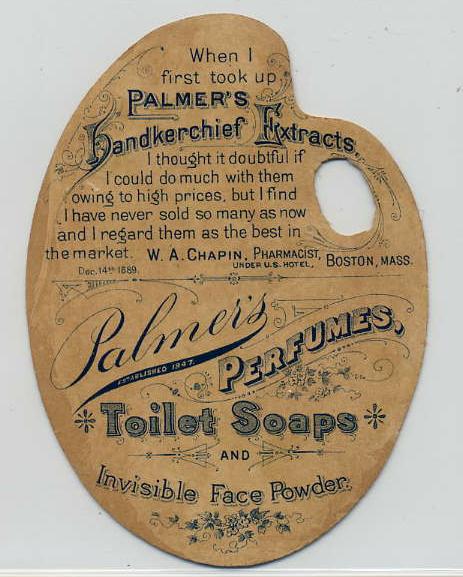 When I
first took up
PALMER'S
Handkerchief Extracts,
I thought it doubtful if
I could do much with them
owing to high prices, but I find
I have never sold so many as now
and I regard them as the best in
the market. W. A. CHAPIN, PHARMACIST, BOSTON, MASS.
UNDER U.S. HOTEL,
Dec. 14th 1889.
Palmer's
ESTABLISHED 1847.
PERFUMES,
Toilet Soaps
AND
Invisible Face Powder.